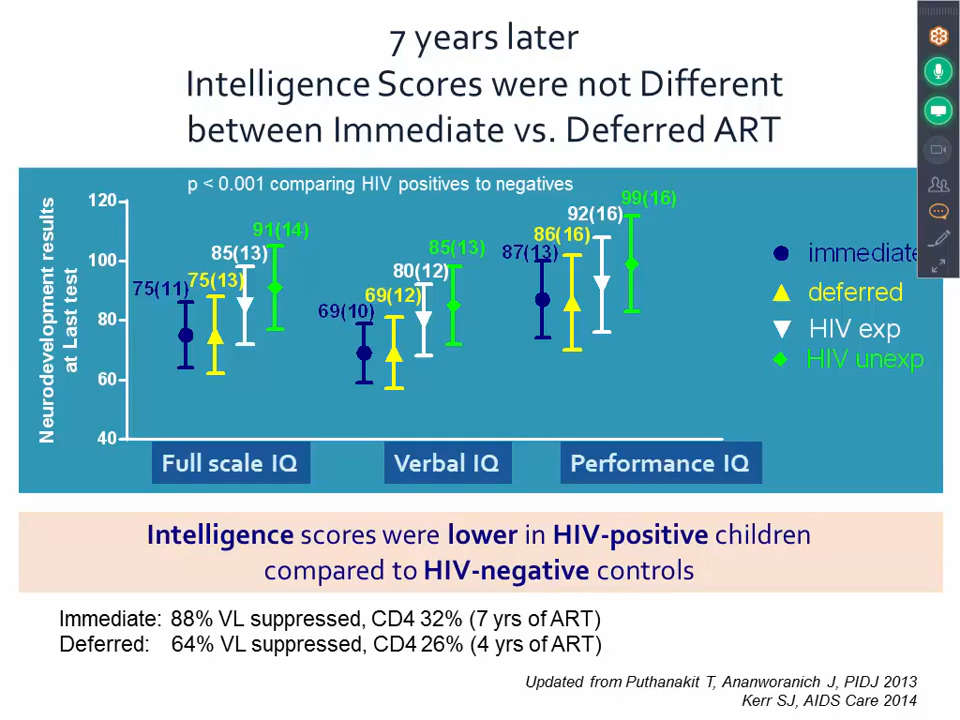 7 years later
Intelligence Scores were not Different
between Immediate vs. Deferred ART
p < 0.001 comparing HIV positives to negatives
Neurodevelopment results
at Last test
120
100
80
60
40
75(11)
75(13)
85(13)
91(14)
69(10)
69(12)
80(12)
85(13)
87(13)
86(16)
92(16)
99(16)
immediate
deferred
HIV exp
HIV unexp
Full scale IQ
Verbal IQ
Performance IQ
Intelligence scores were lower in HIV-positive children
compared to HIV-negative controls
Immediate: 88% VL suppressed, CD4 32% (7 yrs of ART)
Deferred: 64% VL suppressed, CD4 26% (4 yrs of ART)
Updated from Puthanakit T, Ananworanich J, PIDJ 2013
Kerr SJ, AIDS Care 2014